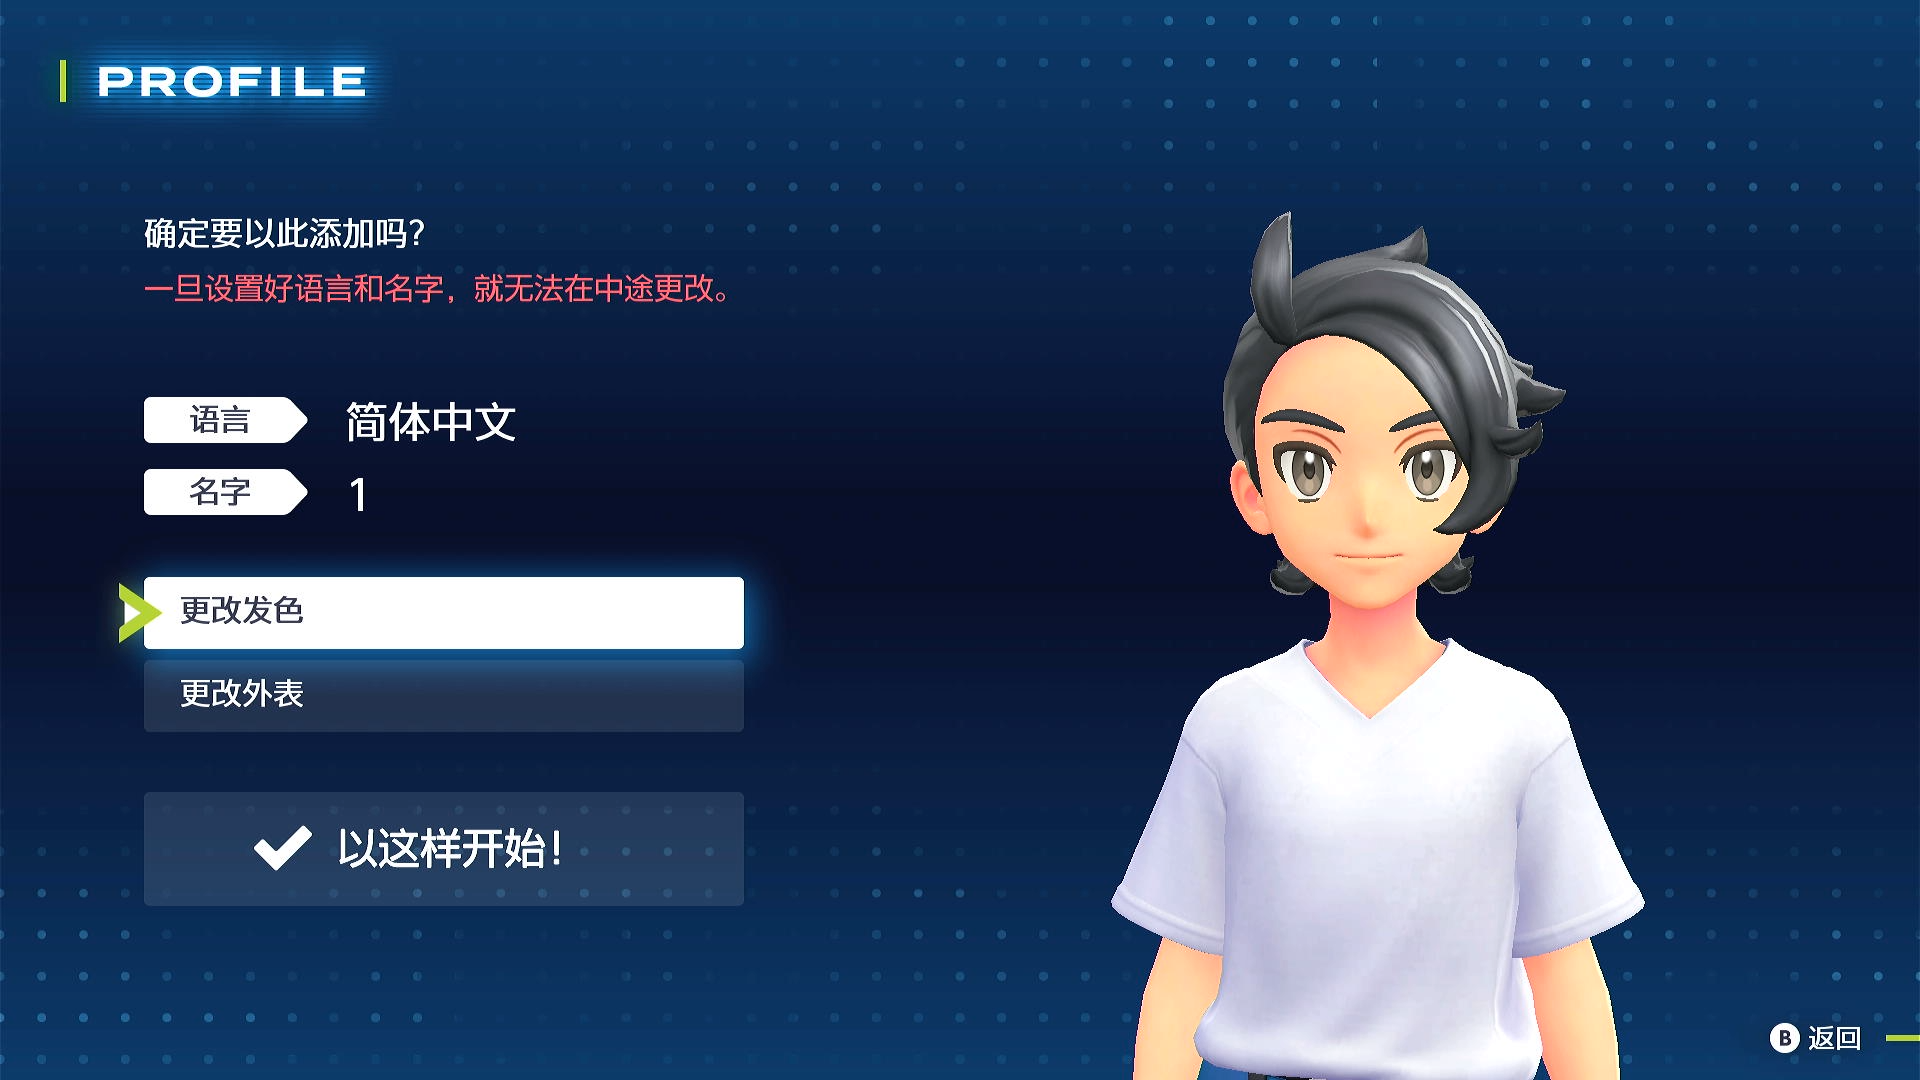 PROFILE
确定要以此添加吗?
一旦设置好语言和名字，就无法在中途更改。
语言 简体中文
名字 1
更改发色
更改外表
以这样开始!
B 返回